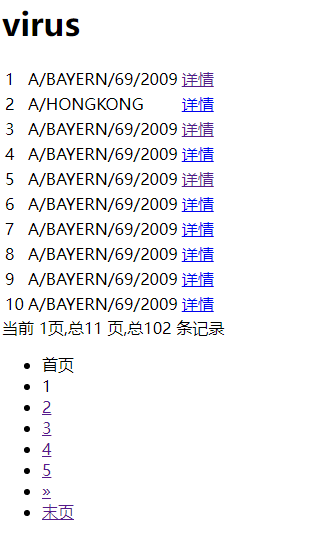 virus
1 A/BAYERN/69/2009 详情
2 A/HONGKONG 详情
3 A/BAYERN/69/2009 详情
4 A/BAYERN/69/2009 详情
5 A/BAYERN/69/2009 详情
6 A/BAYERN/69/2009 详情
7 A/BAYERN/69/2009 详情
8 A/BAYERN/69/2009 详情
9 A/BAYERN/69/2009 详情
10 A/BAYERN/69/2009 详情
当前 1页,总11 页,总102 条记录
首页
1
2
3
4
5
»
末页